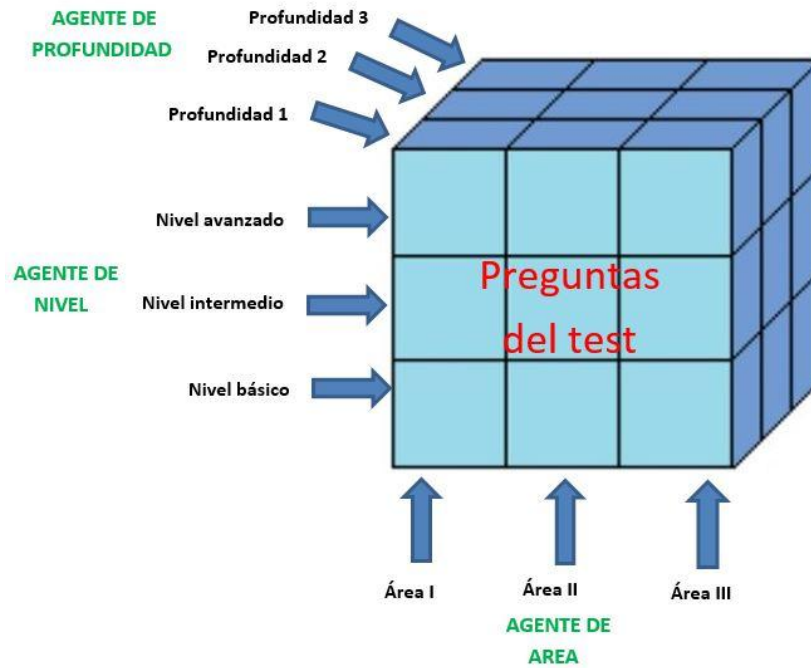 AGENTE DE
PROFUNDIDAD
Profundidad 3
Profundidad 2
Profundidad 1
Nivel avanzado
AGENTE DE
NIVEL
Nivel intermedio
Nivel básico
Preguntas
del test
Área I
Área II
Área III
AGENTE DE
AREA